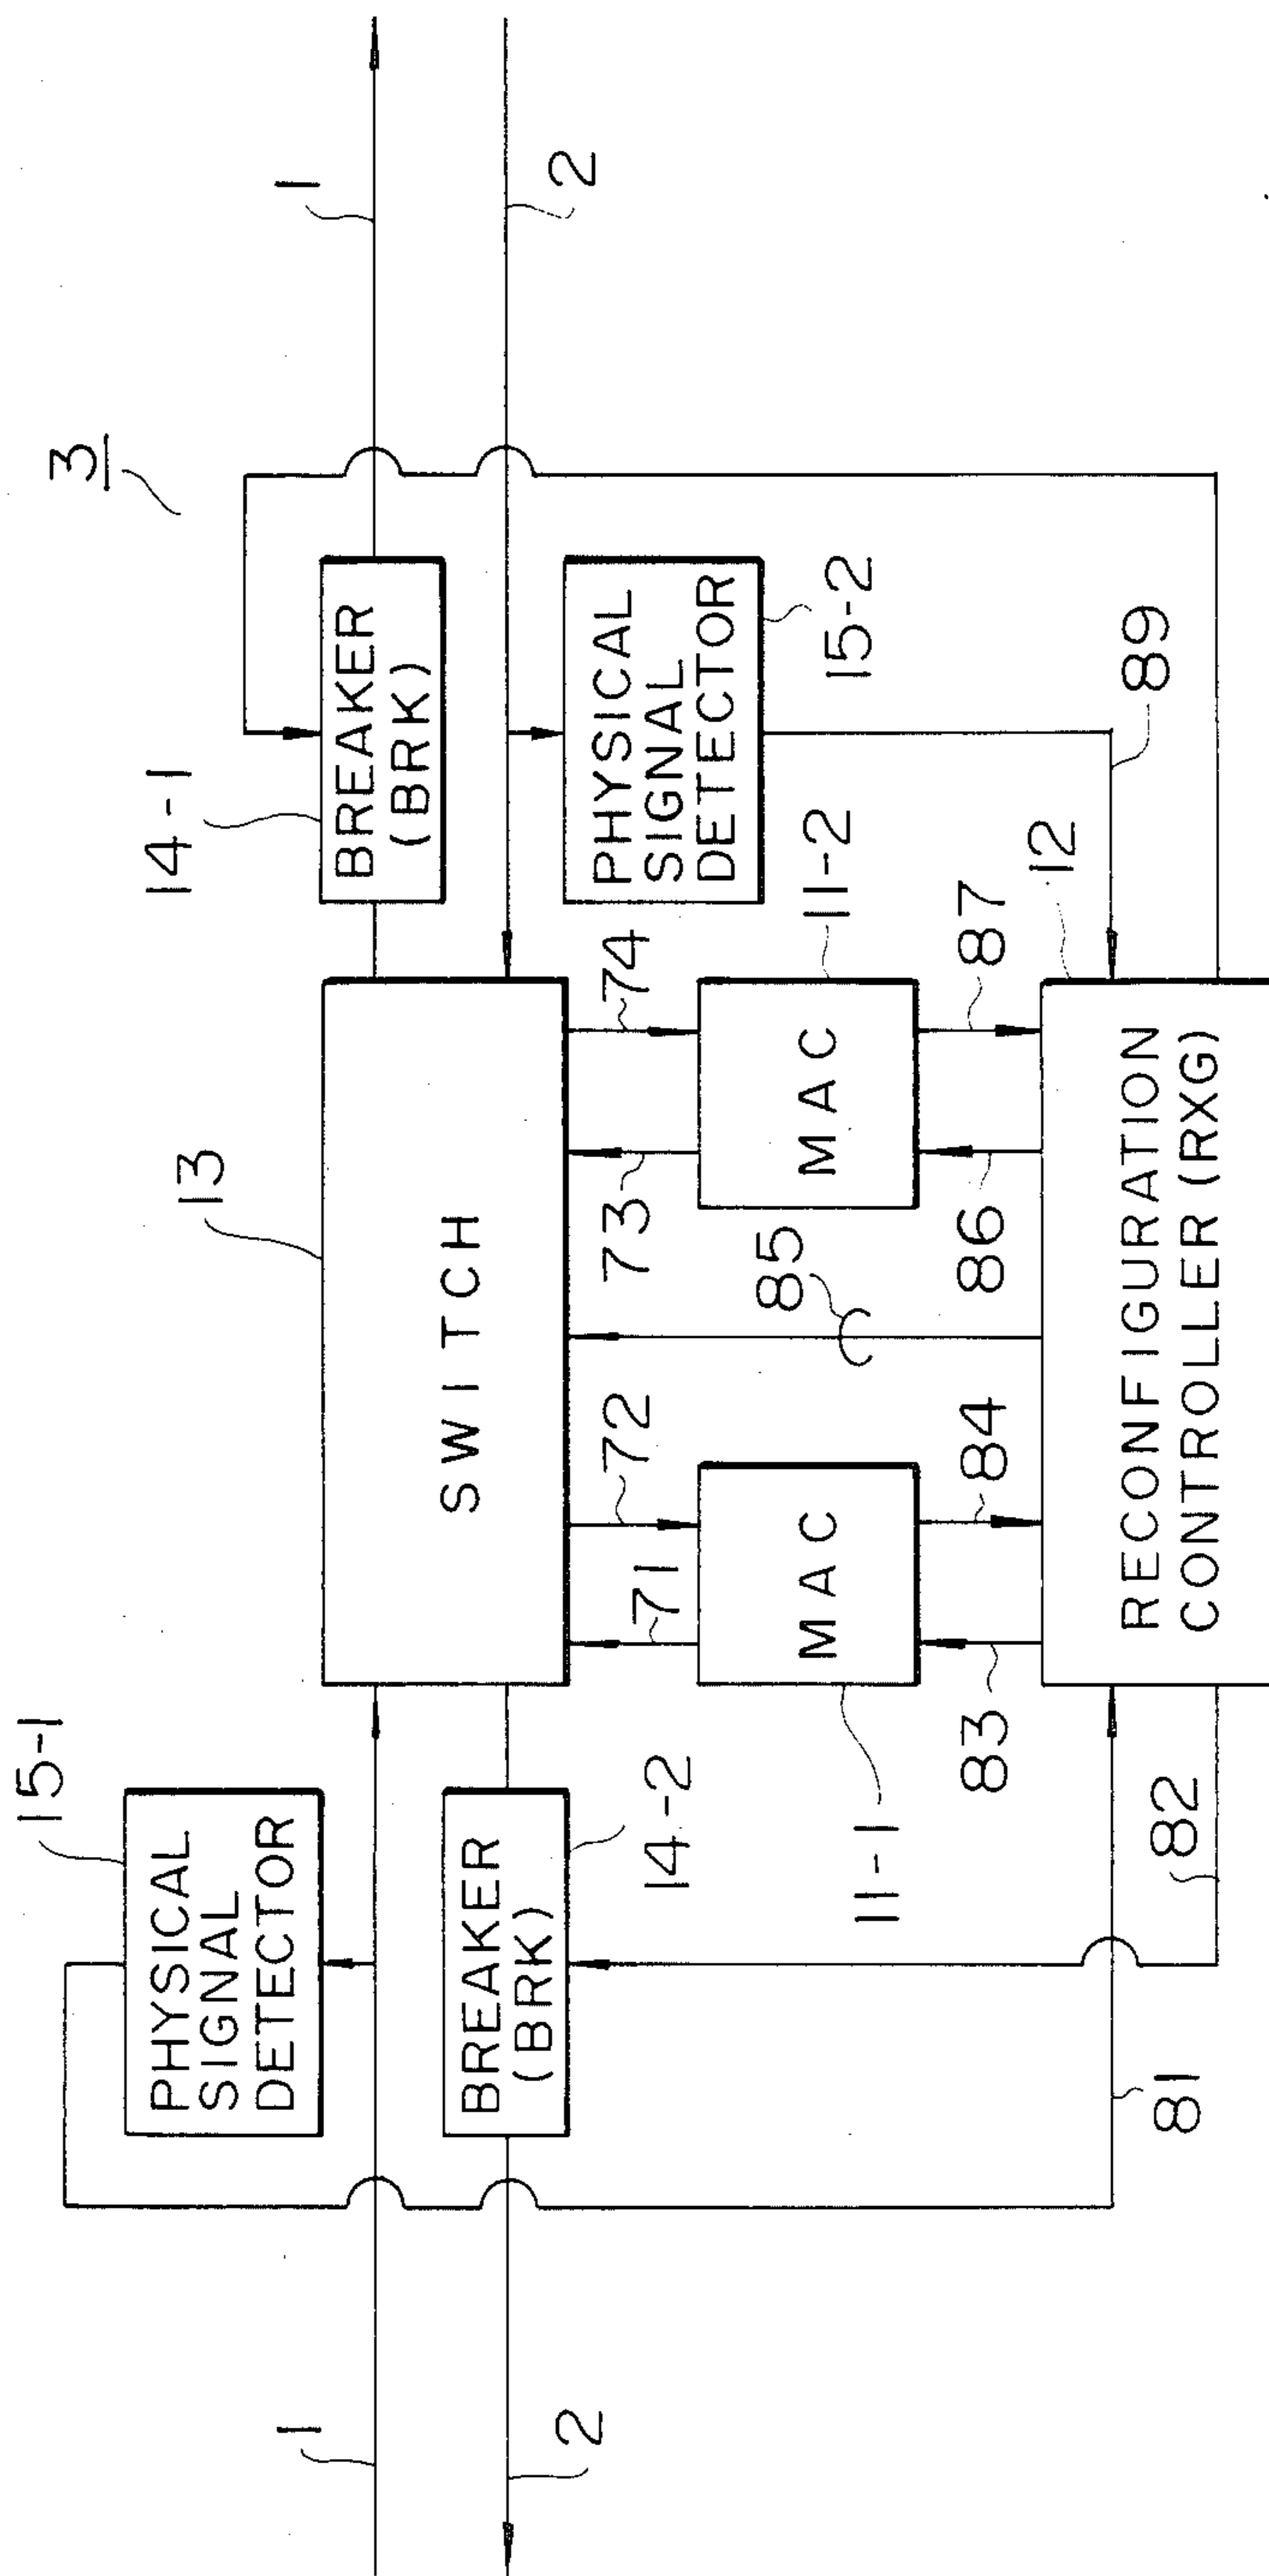 3
15-1
PHYSICAL
SIGNAL
DETECTOR
1
2
BREAKER
(BRK)
14-2
13
SWITCH
14-1
BREAKER
(BRK)
1
2
PHYSICAL
SIGNAL
DETECTOR
15-2
71
72
73
74
85
MAC
11-1
MAC
11-2
83
84
86
87
12
89
81
82
RECONFIGURATION
CONTROLLER (RXG)